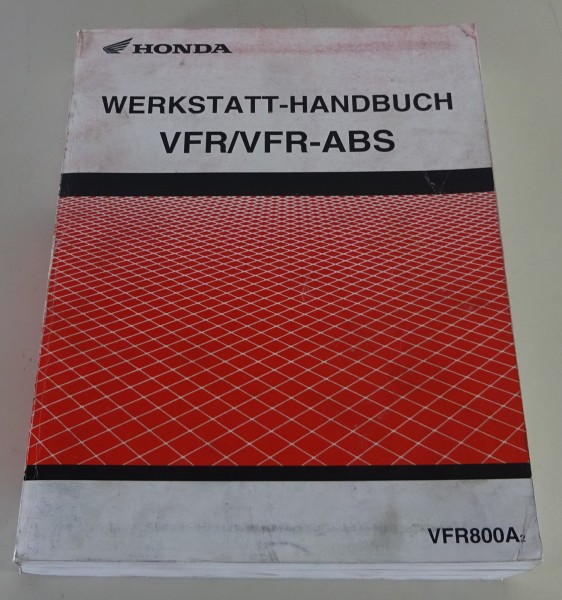 HONDA
WERKSTATT-HANDBUCH
VFR/VFR-ABS
VFR800A2